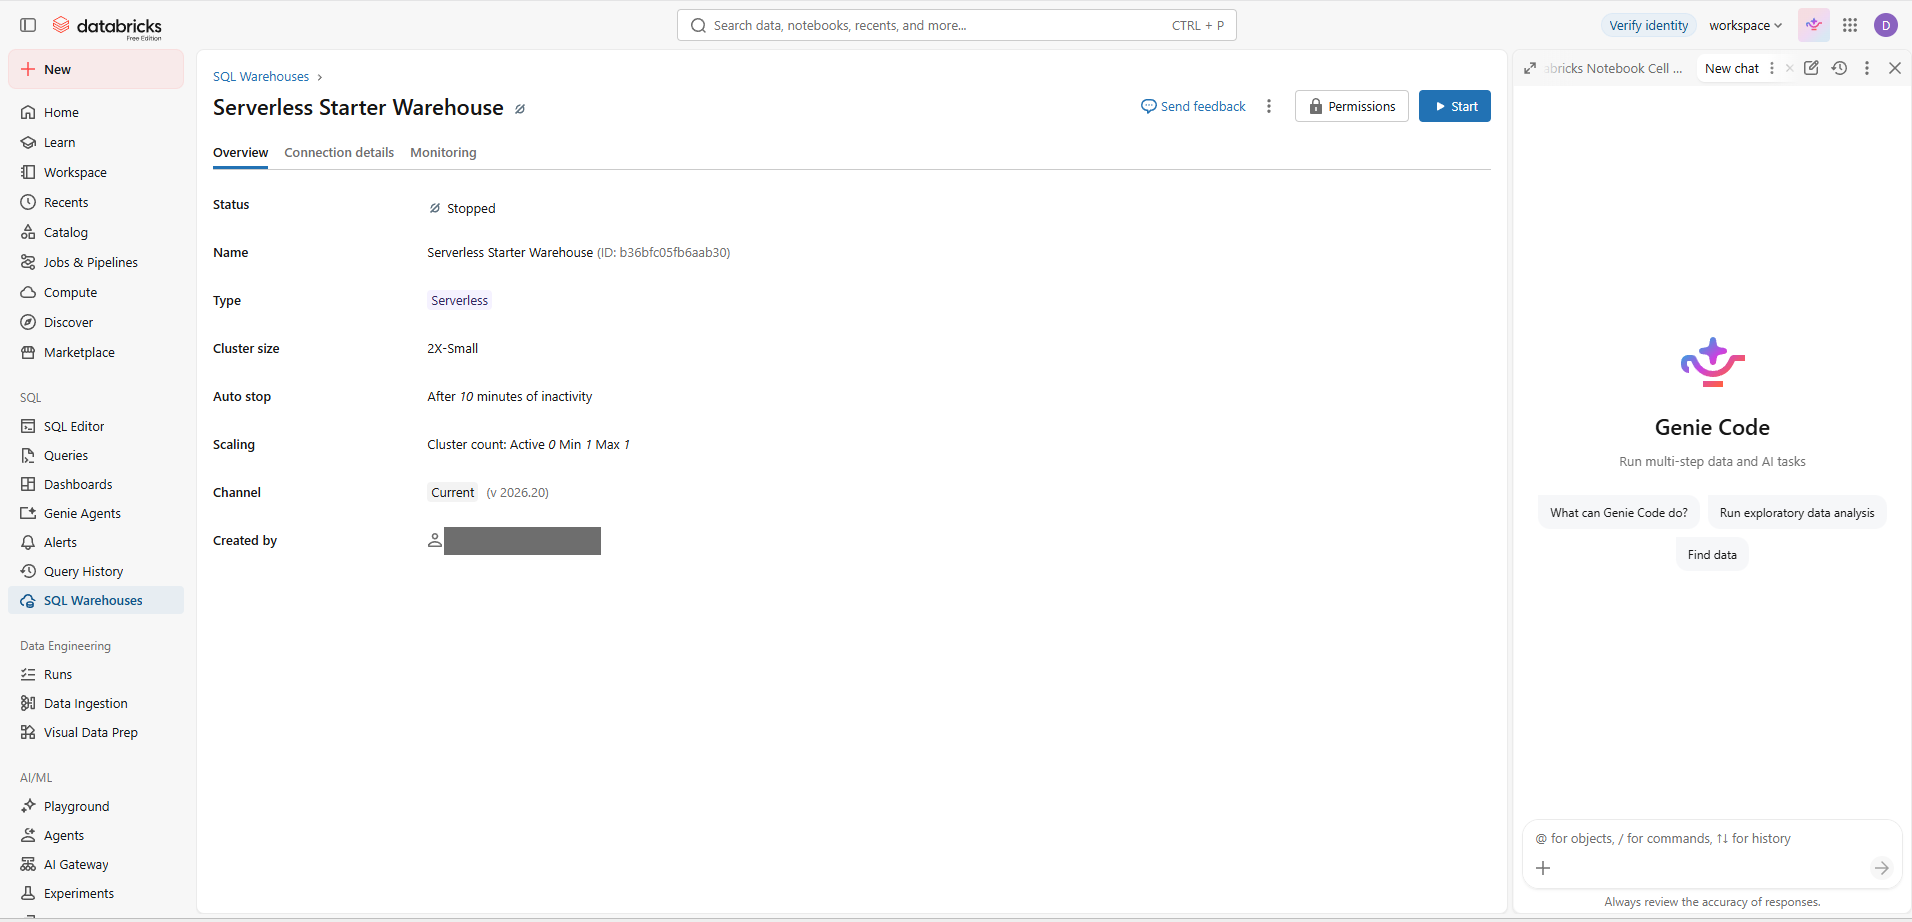 databricks
Free Edition
Search data, notebooks, recents, and more... CTRL + P
Verify identity
workspace
D
New
Home
Learn
Workspace
Recents
Catalog
Jobs & Pipelines
Compute
Discover
Marketplace
SQL
SQL Editor
Queries
Dashboards
Genie Agents
Alerts
Query History
SQL Warehouses
Data Engineering
Runs
Data Ingestion
Visual Data Prep
AI/ML
Playground
Agents
AI Gateway
Experiments
SQL Warehouses ›
Serverless Starter Warehouse
Send feedback
Permissions
Start
Overview Connection details Monitoring
Status Stopped
Name Serverless Starter Warehouse (ID: b36bfc05fb6aab30)
Type Serverless
Cluster size 2X-Small
Auto stop After 10 minutes of inactivity
Scaling Cluster count: Active 0 Min 1 Max 1
Channel Current (v 2026.20)
Created by
abricks Notebook Cell ... New chat
Genie Code
Run multi-step data and AI tasks
What can Genie Code do? Run exploratory data analysis
Find data
@ for objects, / for commands, ↑↓ for history
Always review the accuracy of responses.